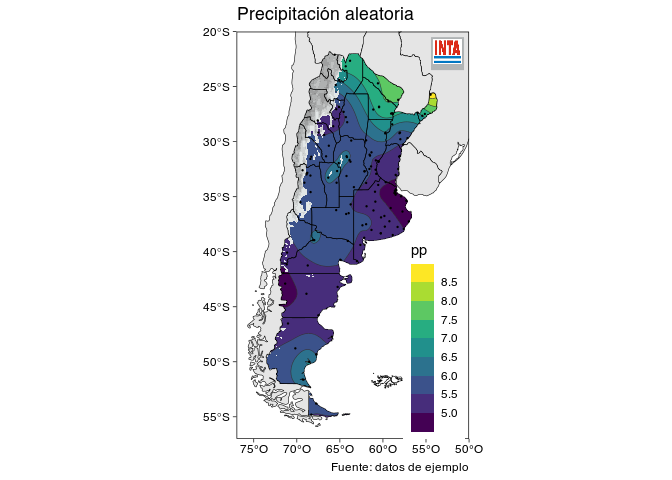 Precipitación aleatoria
INTA
20°S
25°S
30°S
35°S
40°S
45°S
50°S
55°S
pp
8.5
8.0
7.5
7.0
6.5
6.0
5.5
5.0
75°O 70°O 65°O 60°O 55°O 50°O
Fuente: datos de ejemplo